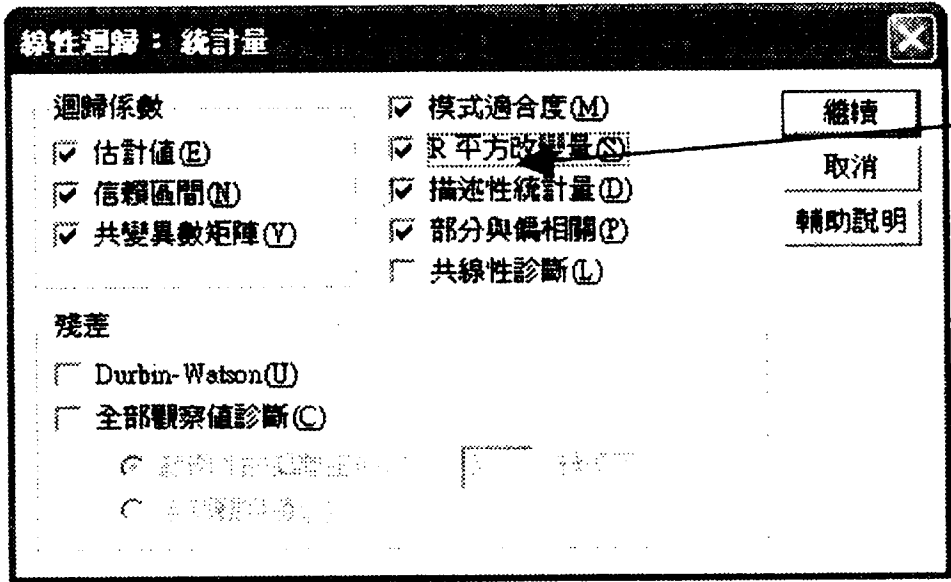 線性迴歸：統計量
迴歸係數
估計值(E)
信賴區間(N)
共變異數矩陣(Y)
模式適合度(M)
R 平方改變量(S)
描述性統計量(D)
部分與偏相關(P)
共線性診斷(L)
繼續
取消
輔助說明
殘差
Durbin-Watson(U)
全部觀察值診斷(C)